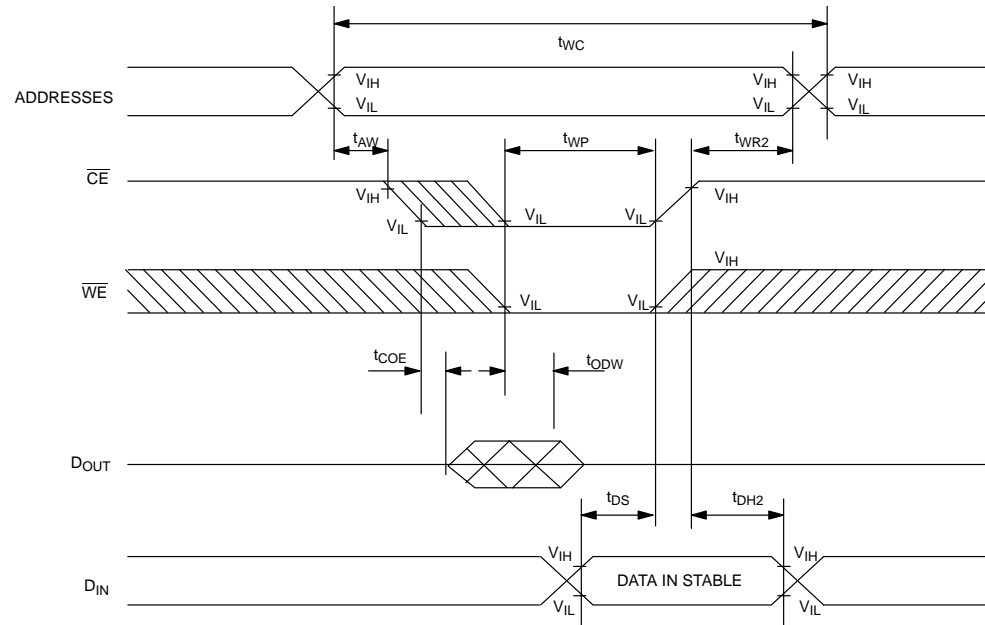 tWC
ADDRESSES
VIH VIH VIH
VIL VIL VIL
tAW tWP tWR2
CE
VIH VIH
VIL VIL VIL
VIH
WE
VIL VIL
tCOE tODW
DOUT
tDS tDH2
VIH VIH
DIN DATA IN STABLE
VIL VIL